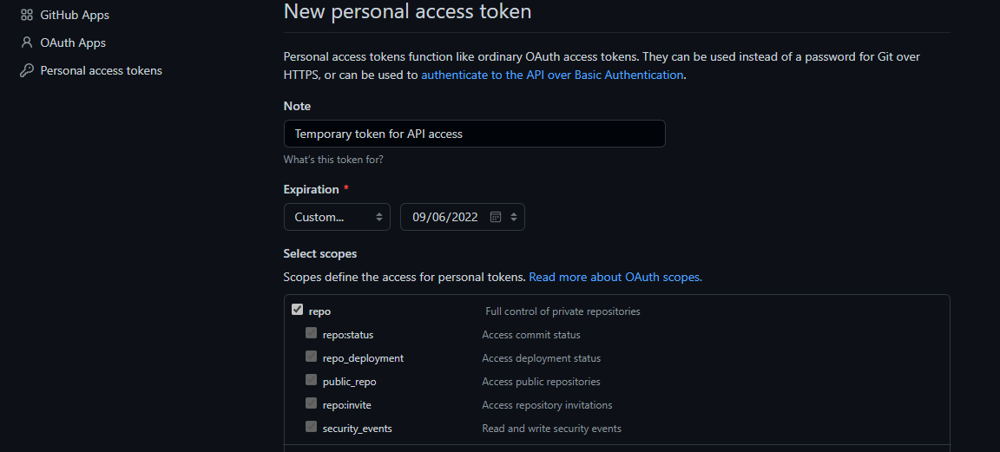 GitHub Apps
OAuth Apps
Personal access tokens
New personal access token
Personal access tokens function like ordinary OAuth access tokens. They can be used instead of a password for Git over
HTTPS, or can be used to authenticate to the API over Basic Authentication.
Note
Temporary token for API access
What's this token for?
Expiration *
Custom... 09/06/2022
Select scopes
Scopes define the access for personal tokens. Read more about OAuth scopes.
repo Full control of private repositories
repo:status Access commit status
repo_deployment Access deployment status
public_repo Access public repositories
repo:invite Access repository invitations
security_events Read and write security events